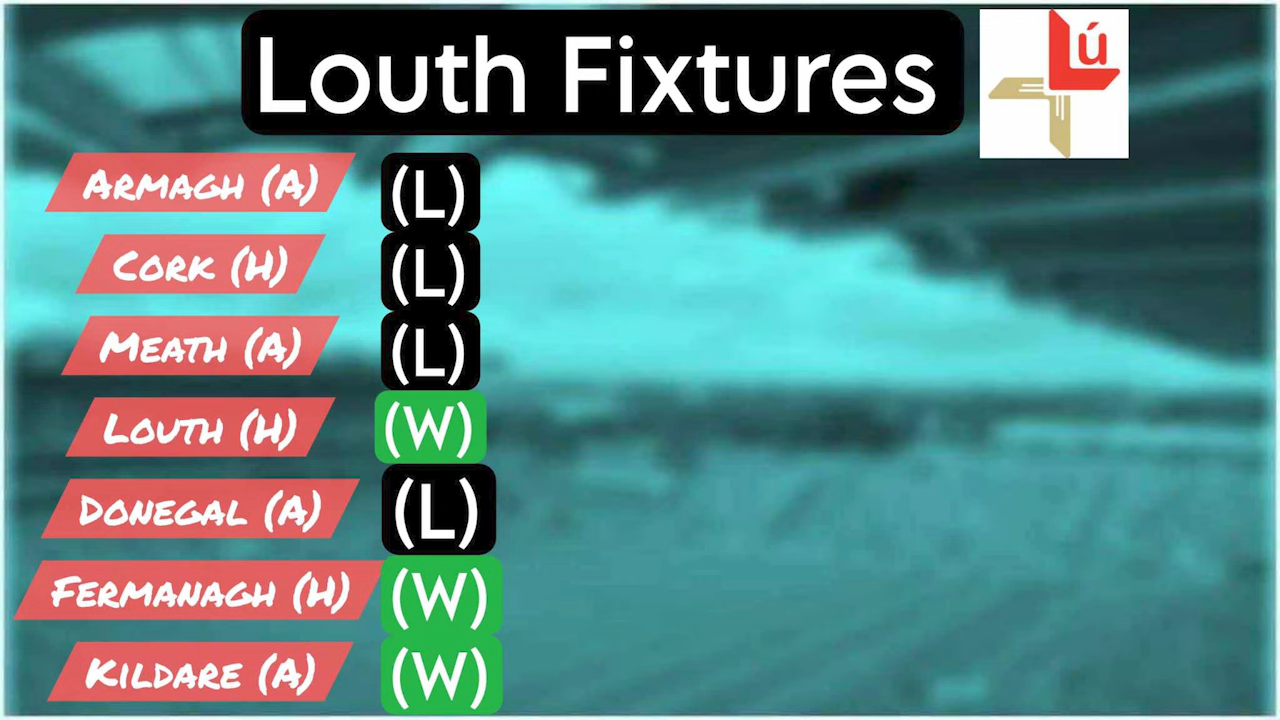 Louth Fixtures
Lú
Armagh (A) (L)
Cork (H) (L)
Meath (A) (L)
Louth (H) (W)
Donegal (A) (L)
Fermanagh (H) (W)
Kildare (A) (W)